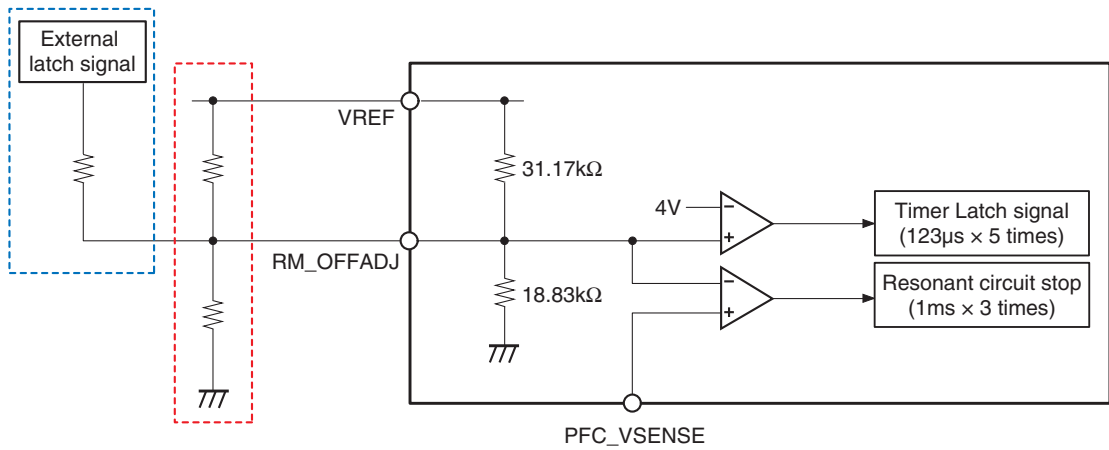 External
latch signal
VREF
31.17kΩ
4V
−
+
Timer Latch signal
(123µs × 5 times)
RM_OFFADJ
18.83kΩ
−
+
Resonant circuit stop
(1ms × 3 times)
PFC_VSENSE